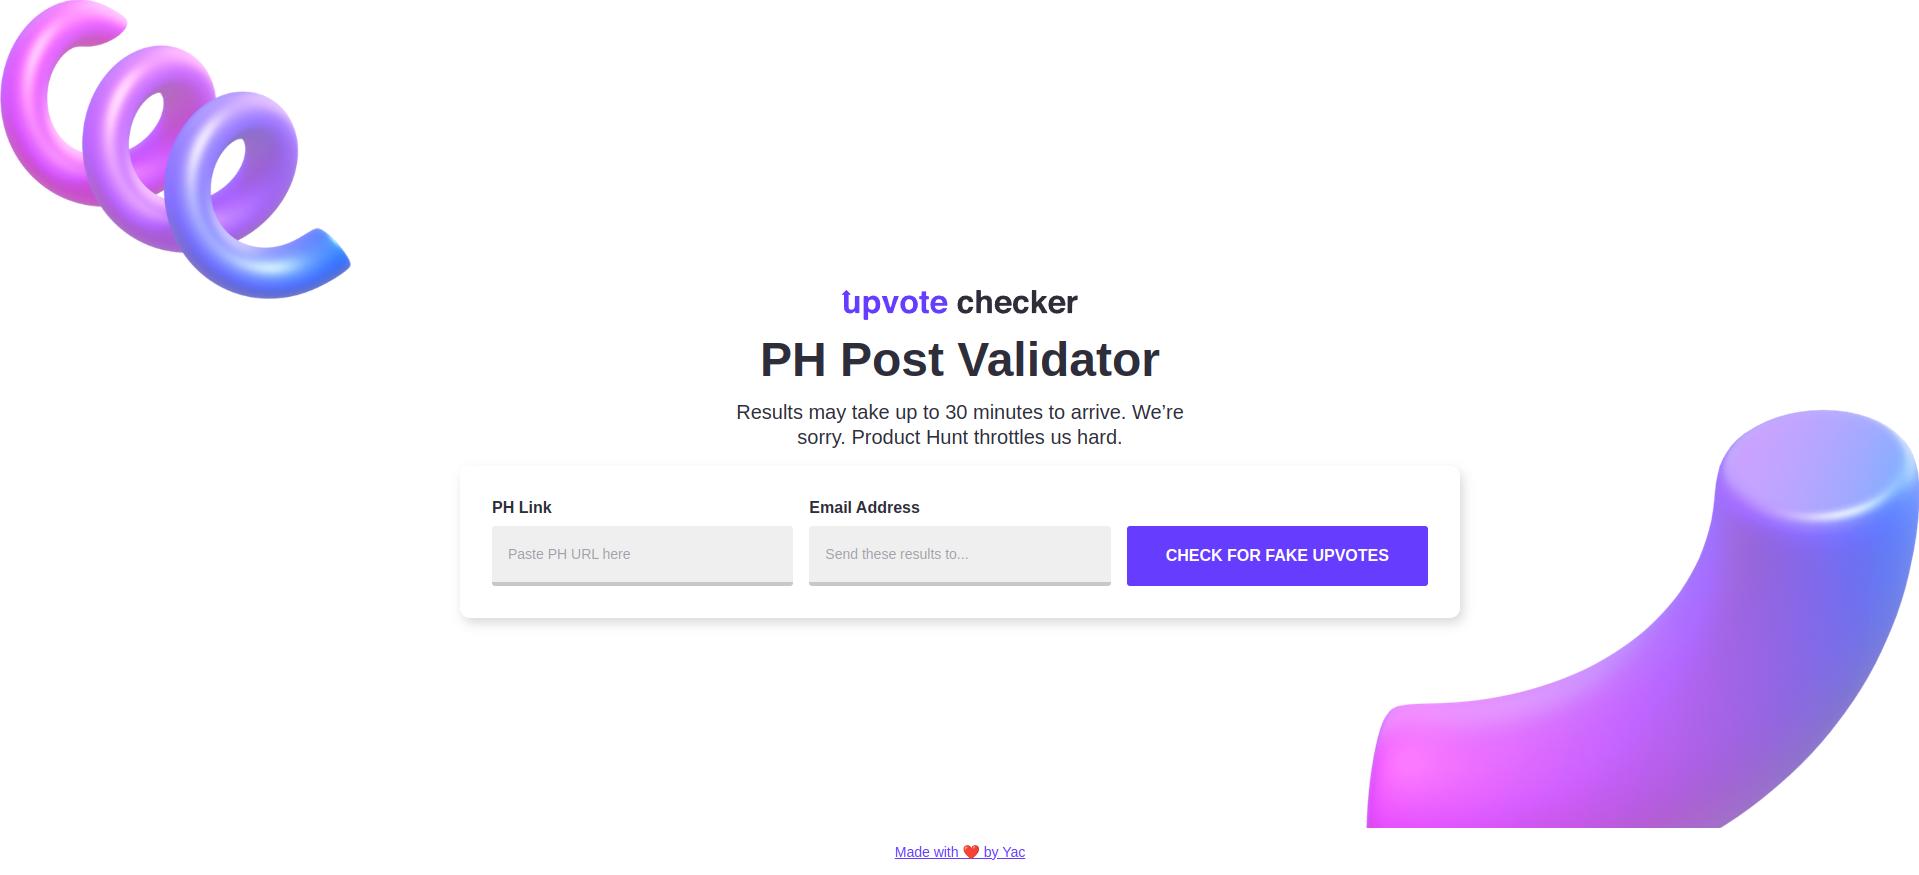 upvote checker
PH Post Validator
Results may take up to 30 minutes to arrive. We’re
sorry. Product Hunt throttles us hard.
PH Link
Email Address
Paste PH URL here
Send these results to...
CHECK FOR FAKE UPVOTES
Made with ❤️ by Yac